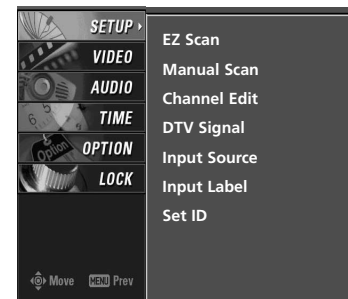 SETUP
VIDEO
AUDIO
TIME
OPTION
LOCK
Move MENU Prev
EZ Scan
Manual Scan
Channel Edit
DTV Signal
Input Source
Input Label
Set ID